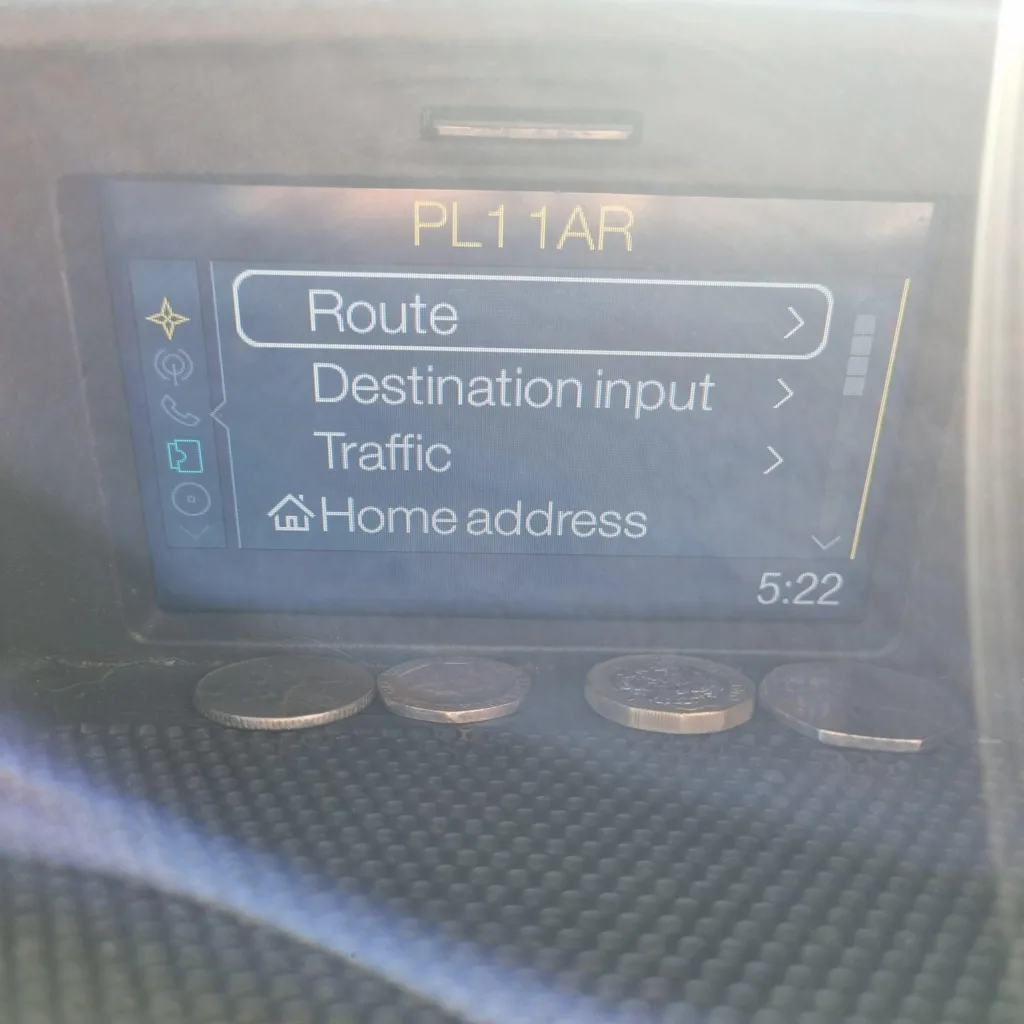 PL1 1AR
Route
Destination input
Traffic
Home address
5:22